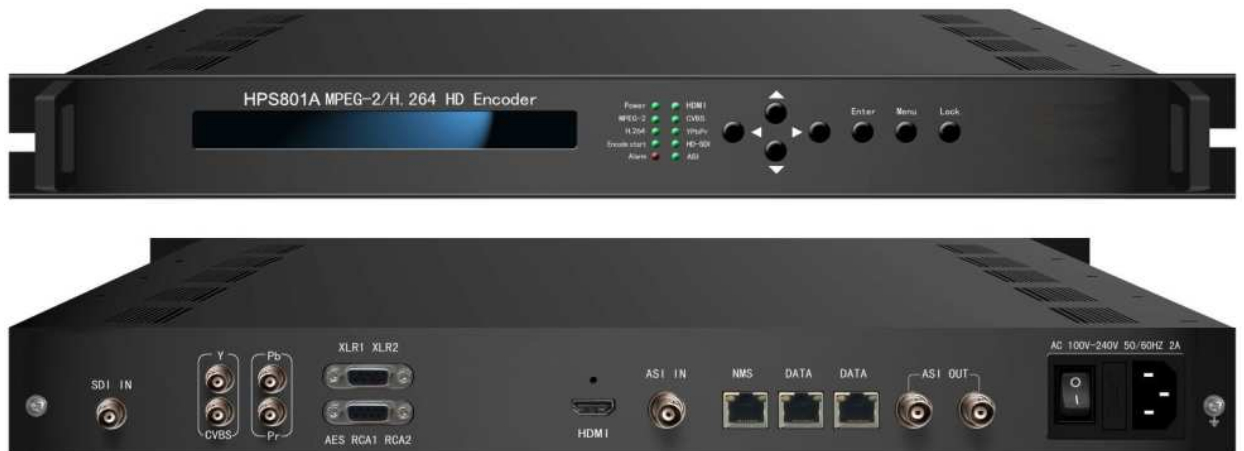 HPS801A MPEG-2/H.264 HD Encoder
Power HDMI
MPEG-2 CVBS
H.264 YPbPr
Encode start HD-SDI
Alarm ASI
Enter Menu Lock
XLR1 XLR2
AC 100V-240V 50/60HZ 2A
Y Pb
SDI IN
ASI IN NMS DATA DATA ASI OUT
CVBS Pr
AES RCA1 RCA2
HDMI
O
I